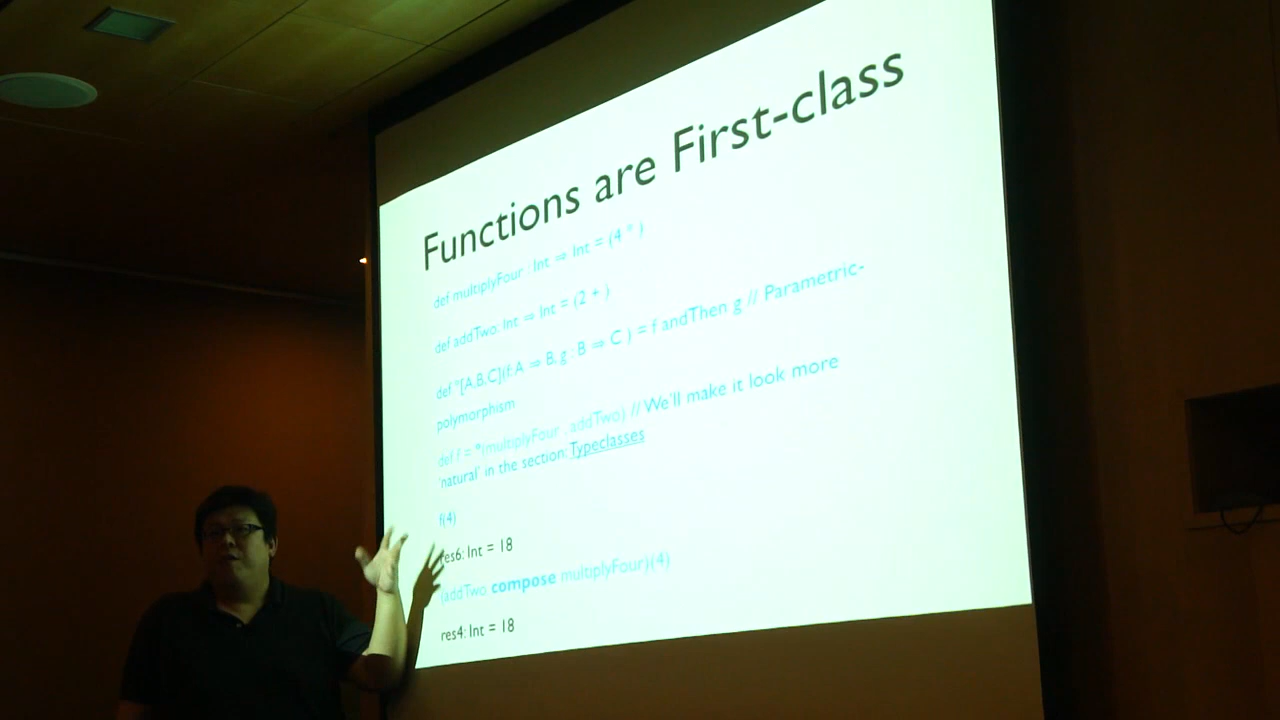 Functions are First-class
def multiplyFour : Int ⇒ Int = (4 * )
def addTwo: Int ⇒ Int = (2 + )
def °[A,B,C](f:A ⇒ B, g : B ⇒ C ) = f andThen g // Parametric-
polymorphism
def f = °(multiplyFour , addTwo) // We'll make it look more
'natural' in the section: Typeclasses
f(4)
res6: Int = 18
(addTwo compose multiplyFour)(4)
res4: Int = 18